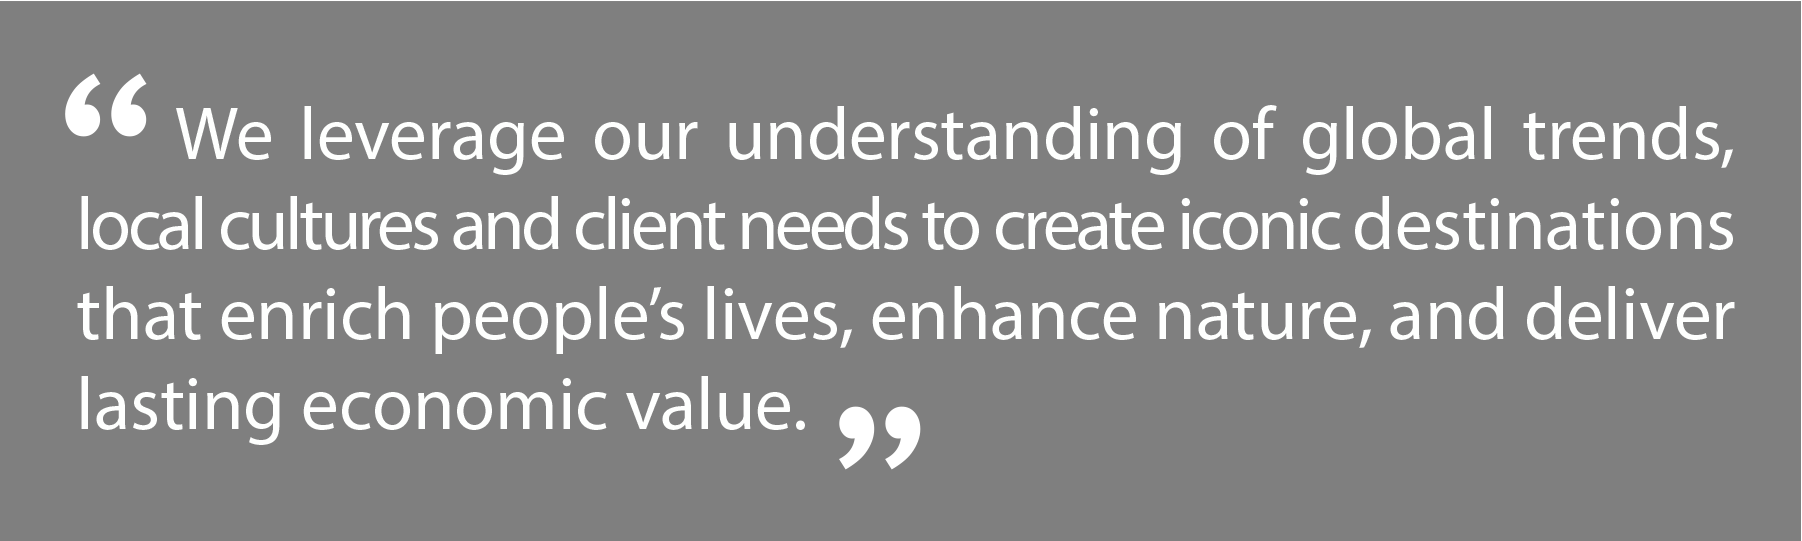 “ We leverage our understanding of global trends,
local cultures and client needs to create iconic destinations
that enrich people’s lives, enhance nature, and deliver
lasting economic value. ”